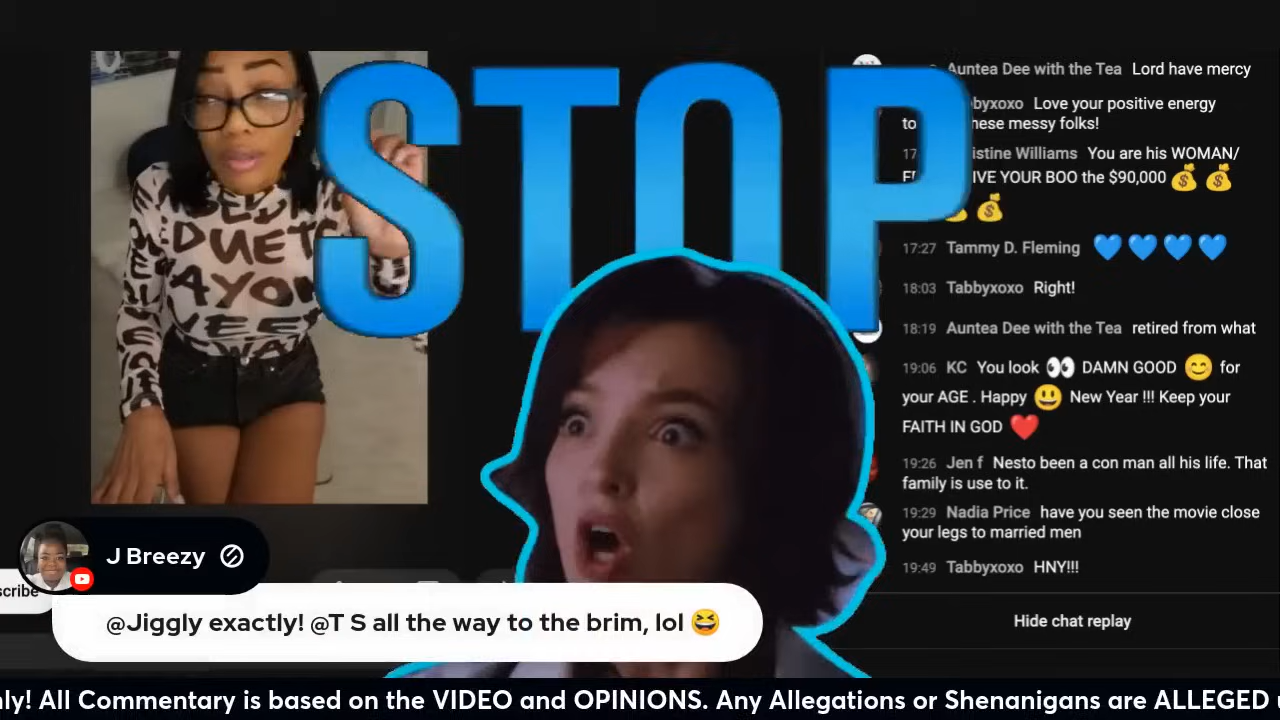 STOP
Auntea Dee with the Tea Lord have mercy
byxoxo Love your positive energy
to hese messy folks!
17 istine Williams You are his WOMAN/
IVE YOUR BOO the $90,000 💰 💰
💰
17:27 Tammy D. Fleming 💙 💙 💙 💙
18:03 Tabbyxoxo Right!
18:19 Auntea Dee with the Tea retired from what
19:06 KC You look 👀 DAMN GOOD 😊 for
your AGE . Happy 😃 New Year !!! Keep your
FAITH IN GOD ❤️
19:26 Jen f Nesto been a con man all his life. That
family is use to it.
19:29 Nadia Price have you seen the movie close
your legs to married men
19:49 Tabbyxoxo HNY!!!
Hide chat replay
J Breezy
scribe
@Jiggly exactly! @T S all the way to the brim, lol 😆
nly! All Commentary is based on the VIDEO and OPINIONS. Any Allegations or Shenanigans are ALLEGED